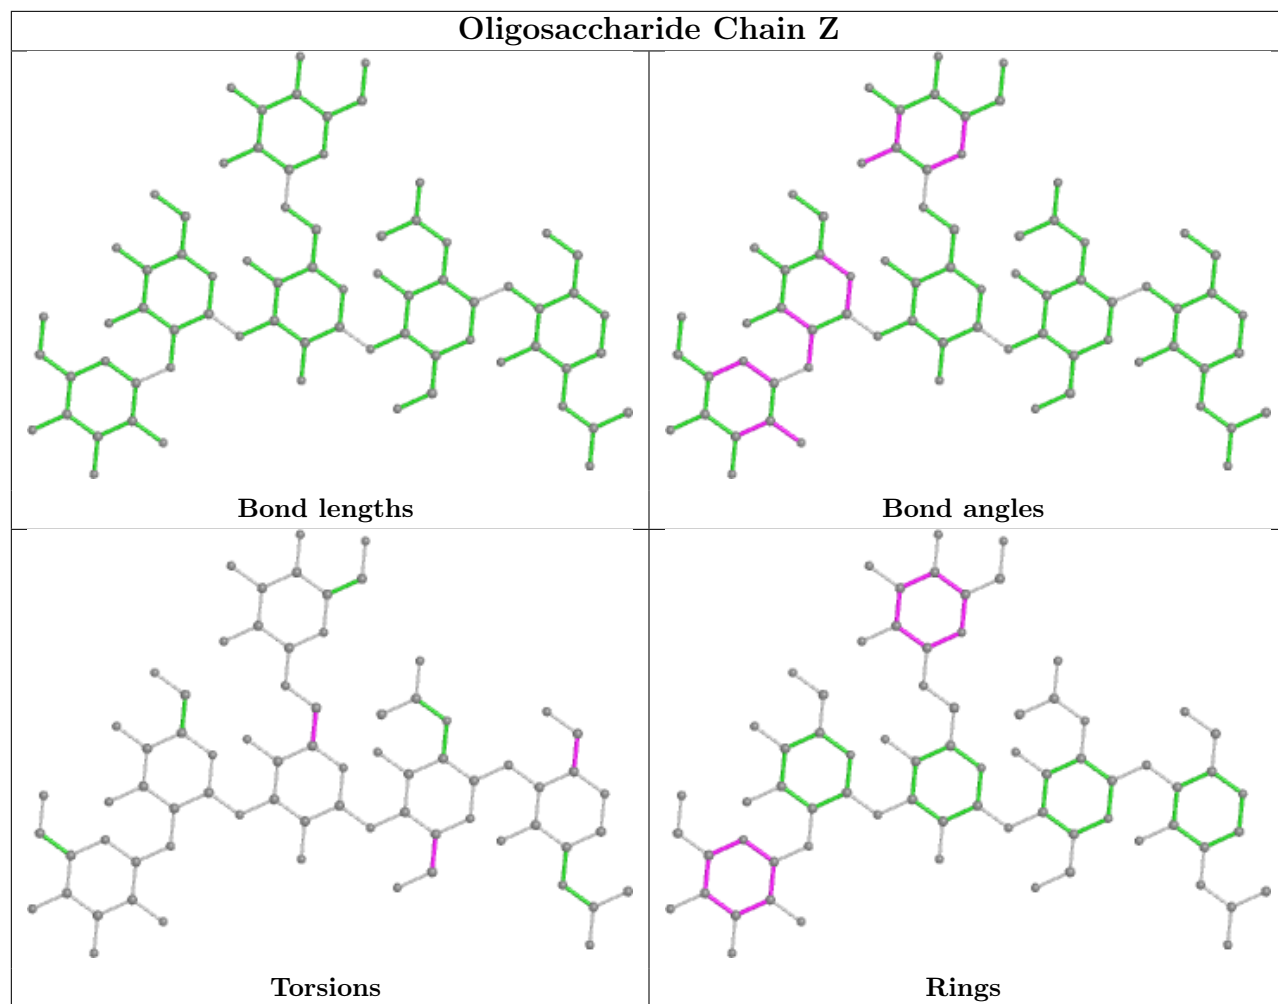 Oligosaccharide Chain Z
Bond lengths
Bond angles
Torsions
Rings